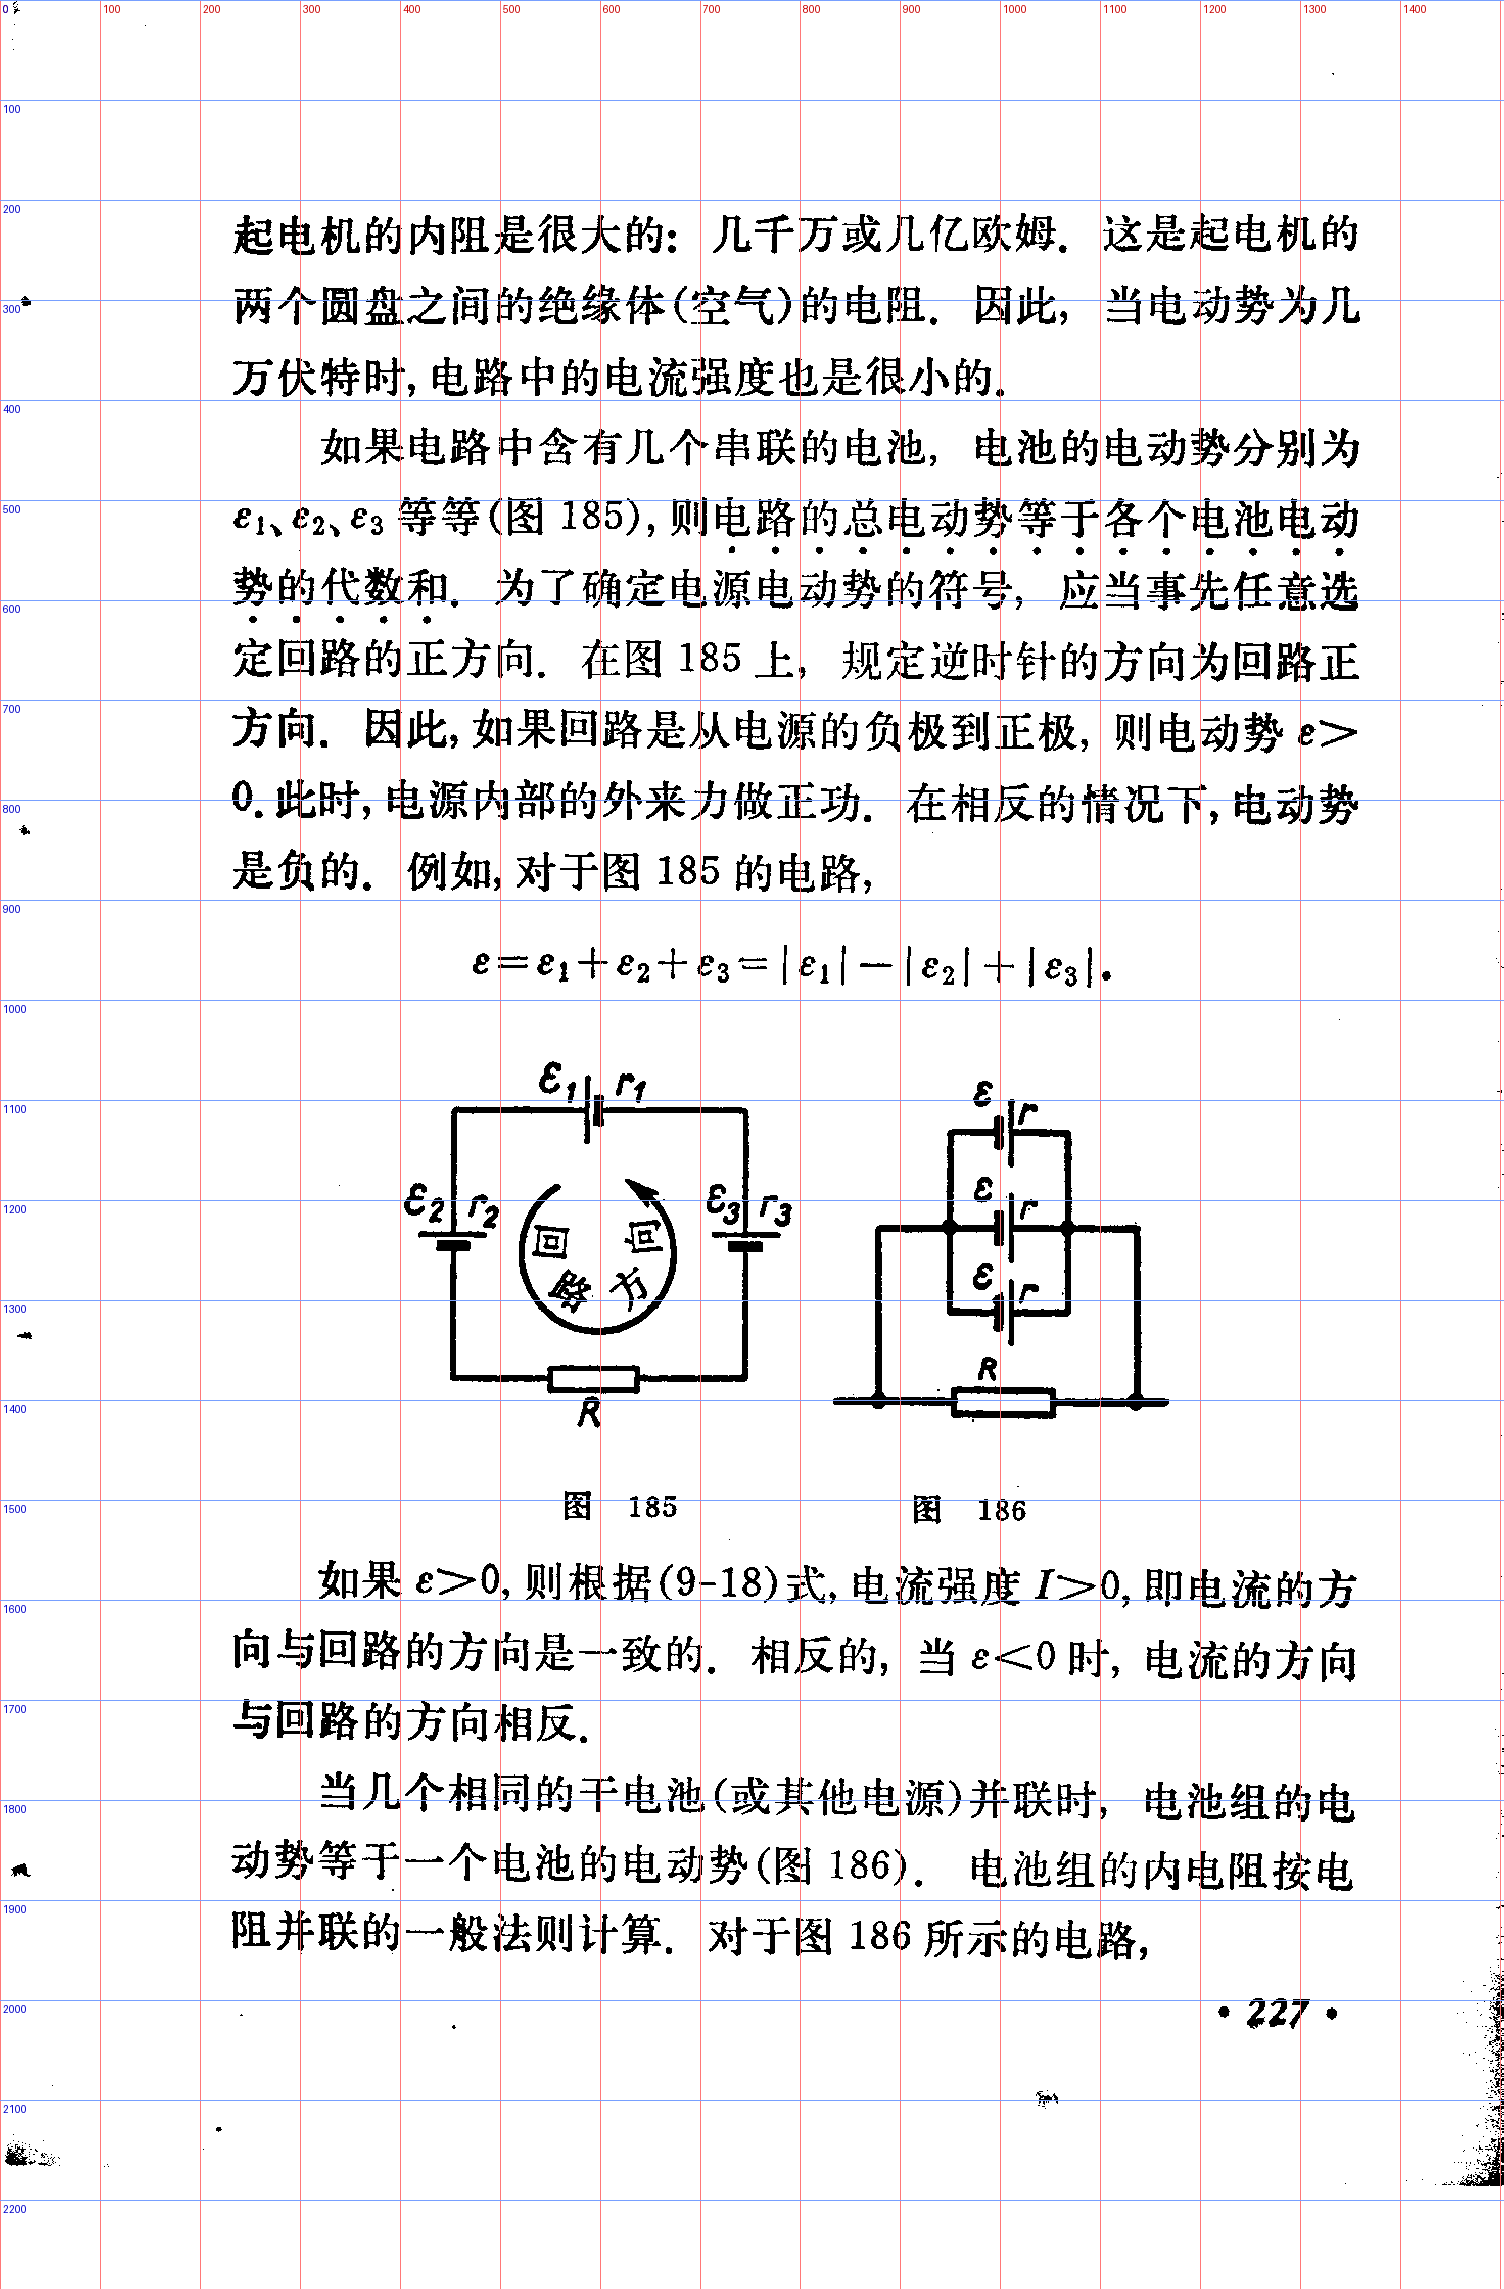 起电机的内阻是很大的：几千万或几亿欧姆．这是起电机的
两个圆盘之间的绝缘体(空气)的电阻．因此，当电动势为几
万伏特时，电路中的电流强度也是很小的．
如果电路中含有几个串联的电池，电池的电动势分别为
ε₁、ε₂、ε₃ 等等(图 185)，则电路的总电动势等于各个电池电动
势的代数和．为了确定电源电动势的符号，应当事先任意选
定回路的正方向．在图 185 上，规定逆时针的方向为回路正
方向．因此，如果回路是从电源的负极到正极，则电动势 ε>
0．此时，电源内部的外来力做正功．在相反的情况下，电动势
是负的．例如，对于图 185 的电路，
ε=ε₁+ε₂+ε₃=|ε₁|-|ε₂|+|ε₃|．
ε₁ r₁
ε₂ r₂
ε₃ r₃
回路方向
R
ε r
ε r
ε r
R
图 185
图 186
如果 ε>0，则根据(9-18)式，电流强度 I>0，即电流的方
向与回路的方向是一致的．相反的，当 ε<0 时，电流的方向
与回路的方向相反．
当几个相同的干电池(或其他电源)并联时，电池组的电
动势等于一个电池的电动势(图 186)．电池组的内电阻按电
阻并联的一般法则计算．对于图 186 所示的电路，
• 227 •